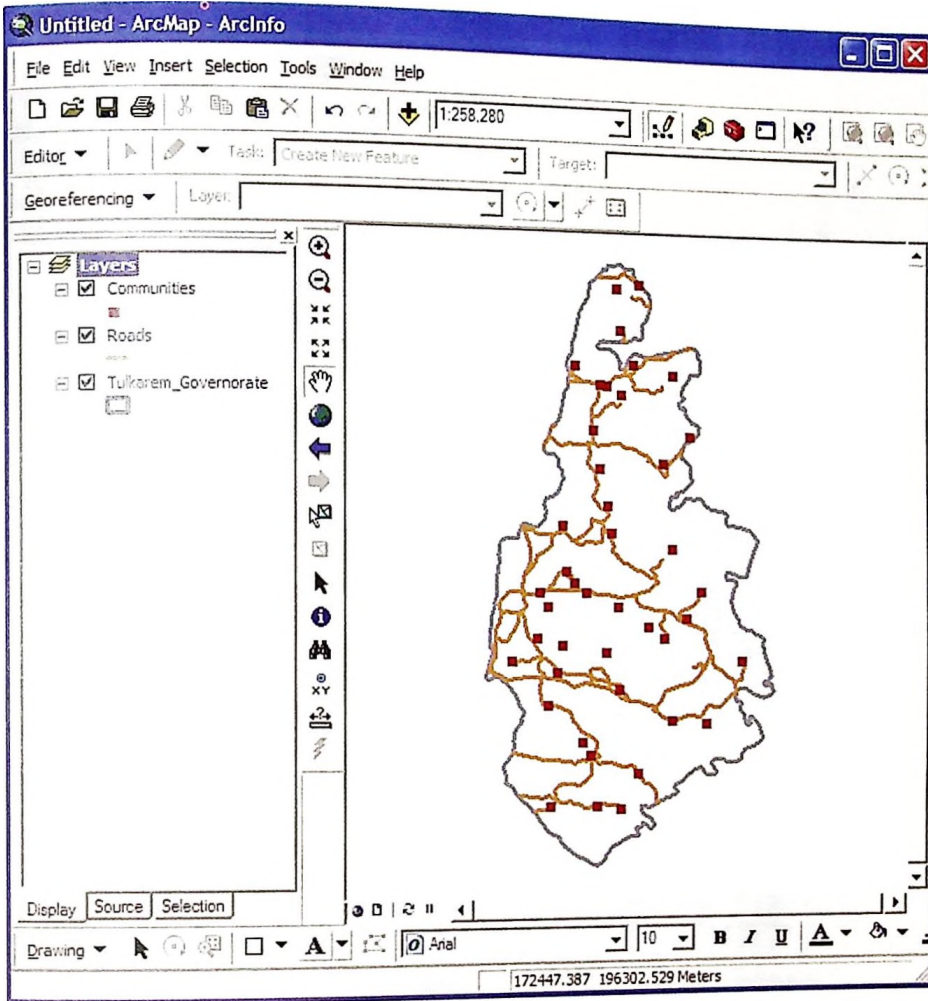 Untitled - ArcMap - ArcInfo
File Edit View Insert Selection Tools Window Help
1:258,280
Editor Task: Create New Feature Target:
Georeferencing Layer:
Layers
Communities
Roads
Tulkarem_Governorate
XY
Display Source Selection
Drawing A Arial 10 B I U A
172447.387 196302.529 Meters